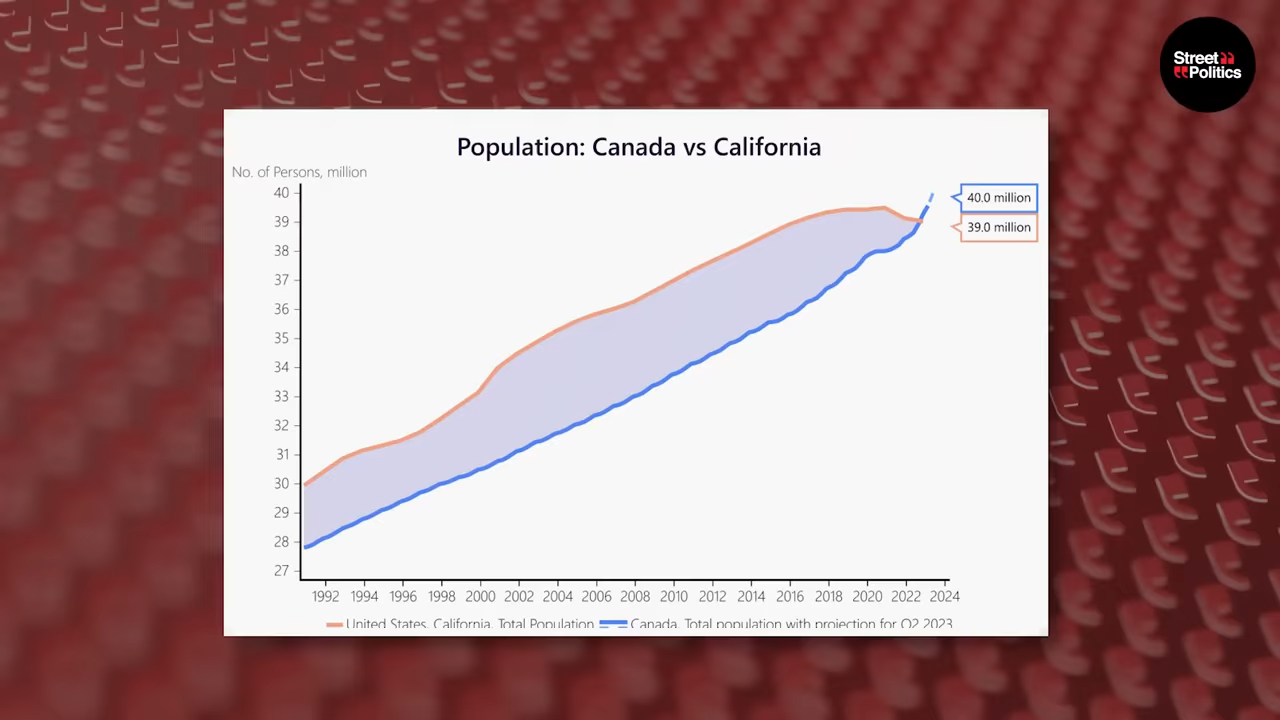 Street
Politics
Population: Canada vs California
No. of Persons, million
40
39
38
37
36
35
34
33
32
31
30
29
28
27
40.0 million
39.0 million
1992 1994 1996 1998 2000 2002 2004 2006 2008 2010 2012 2014 2016 2018 2020 2022 2024
United States, California, Total Population Canada, Total population with projection for Q2 2023